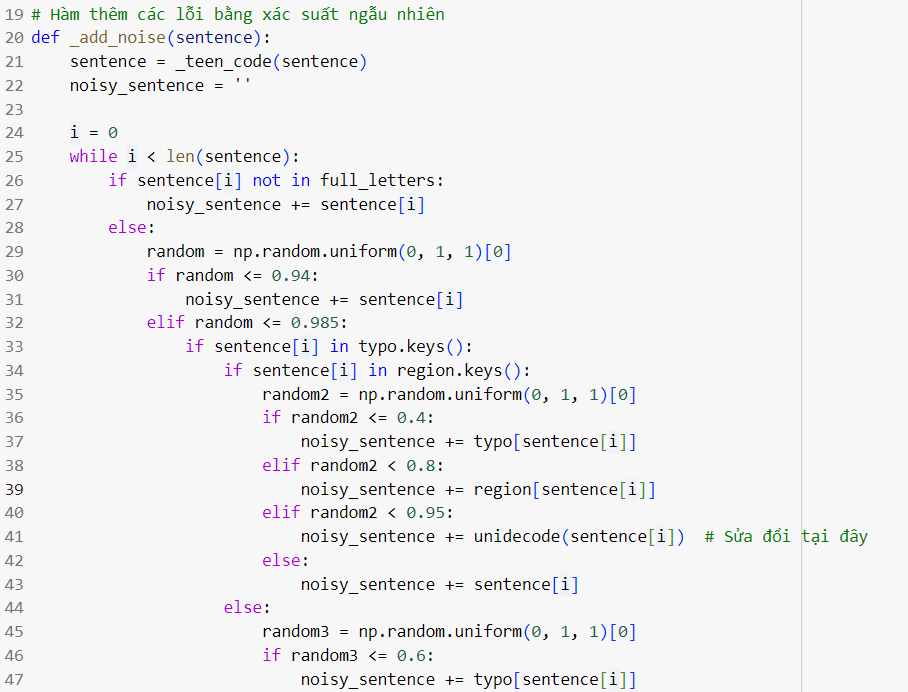 19 # Hàm thêm các lỗi bằng xác suất ngẫu nhiên
20 def _add_noise(sentence):
21     sentence = _teen_code(sentence)
22     noisy_sentence = ''
23
24     i = 0
25     while i < len(sentence):
26         if sentence[i] not in full_letters:
27             noisy_sentence += sentence[i]
28         else:
29             random = np.random.uniform(0, 1, 1)[0]
30             if random <= 0.94:
31                 noisy_sentence += sentence[i]
32             elif random <= 0.985:
33                 if sentence[i] in typo.keys():
34                     if sentence[i] in region.keys():
35                         random2 = np.random.uniform(0, 1, 1)[0]
36                         if random2 <= 0.4:
37                             noisy_sentence += typo[sentence[i]]
38                         elif random2 < 0.8:
39                             noisy_sentence += region[sentence[i]]
40                         elif random2 < 0.95:
41                             noisy_sentence += unidecode(sentence[i])  # Sửa đổi tại đây
42                         else:
43                             noisy_sentence += sentence[i]
44                     else:
45                         random3 = np.random.uniform(0, 1, 1)[0]
46                         if random3 <= 0.6:
47                             noisy_sentence += typo[sentence[i]]